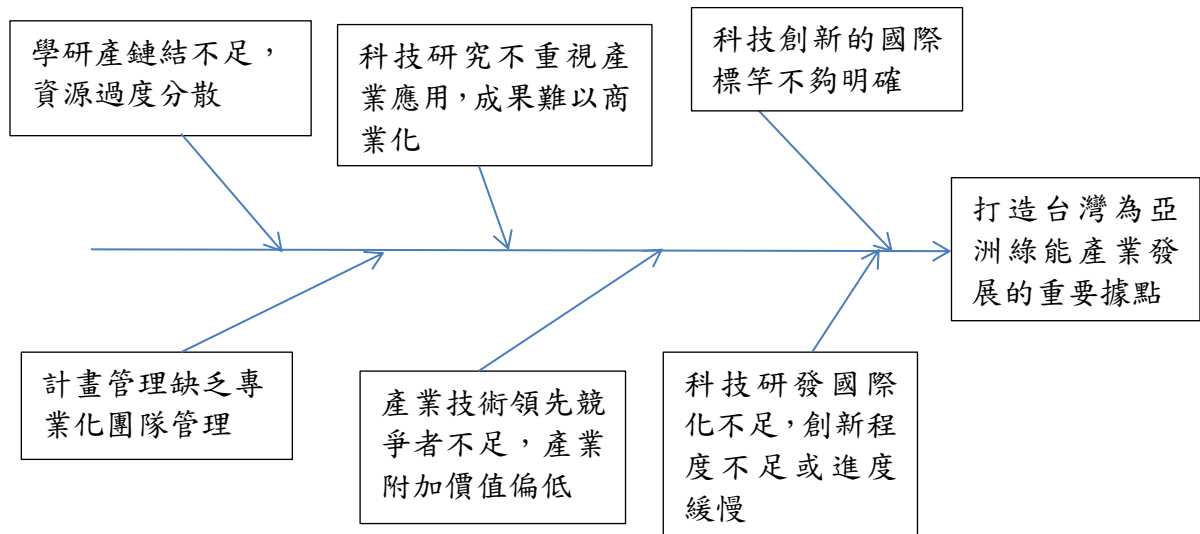 學研產鏈結不足，
資源過度分散
科技研究不重視產
業應用，成果難以商
業化
科技創新的國際
標竿不夠明確
打造台灣為亞
洲綠能產業發
展的重要據點
計畫管理缺乏專
業化團隊管理
產業技術領先競
爭者不足，產業
附加價值偏低
科技研發國際
化不足，創新程
度不足或進度
緩慢